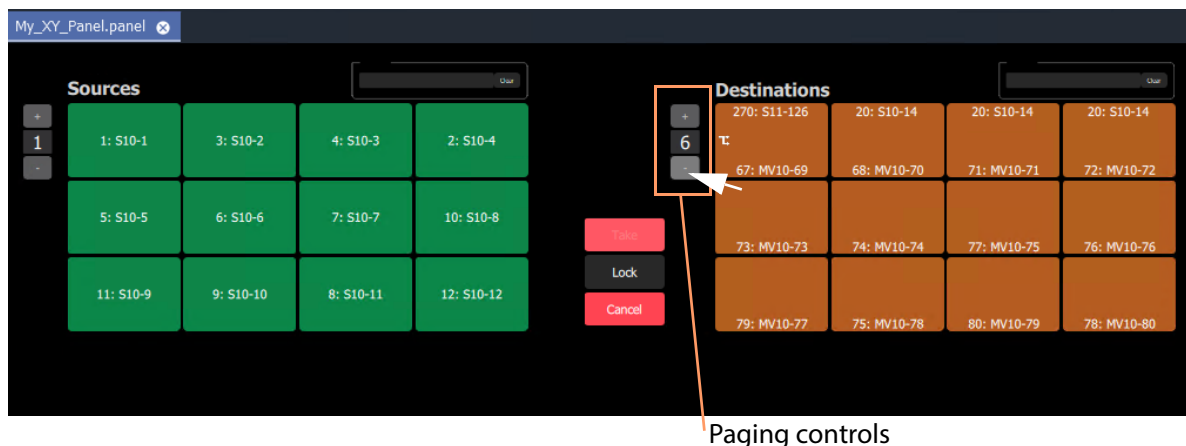 My_XY_Panel.panel
Sources
Clear
Destinations
Clear
+
1
-
1: S10-1
3: S10-2
4: S10-3
2: S10-4
5: S10-5
6: S10-6
7: S10-7
10: S10-8
11: S10-9
9: S10-10
8: S10-11
12: S10-12
Take
Lock
Cancel
+
6
-
270: S11-126
20: S10-14
20: S10-14
20: S10-14
67: MV10-69
68: MV10-70
71: MV10-71
72: MV10-72
73: MV10-73
74: MV10-74
77: MV10-75
76: MV10-76
79: MV10-77
75: MV10-78
80: MV10-79
78: MV10-80
Paging controls